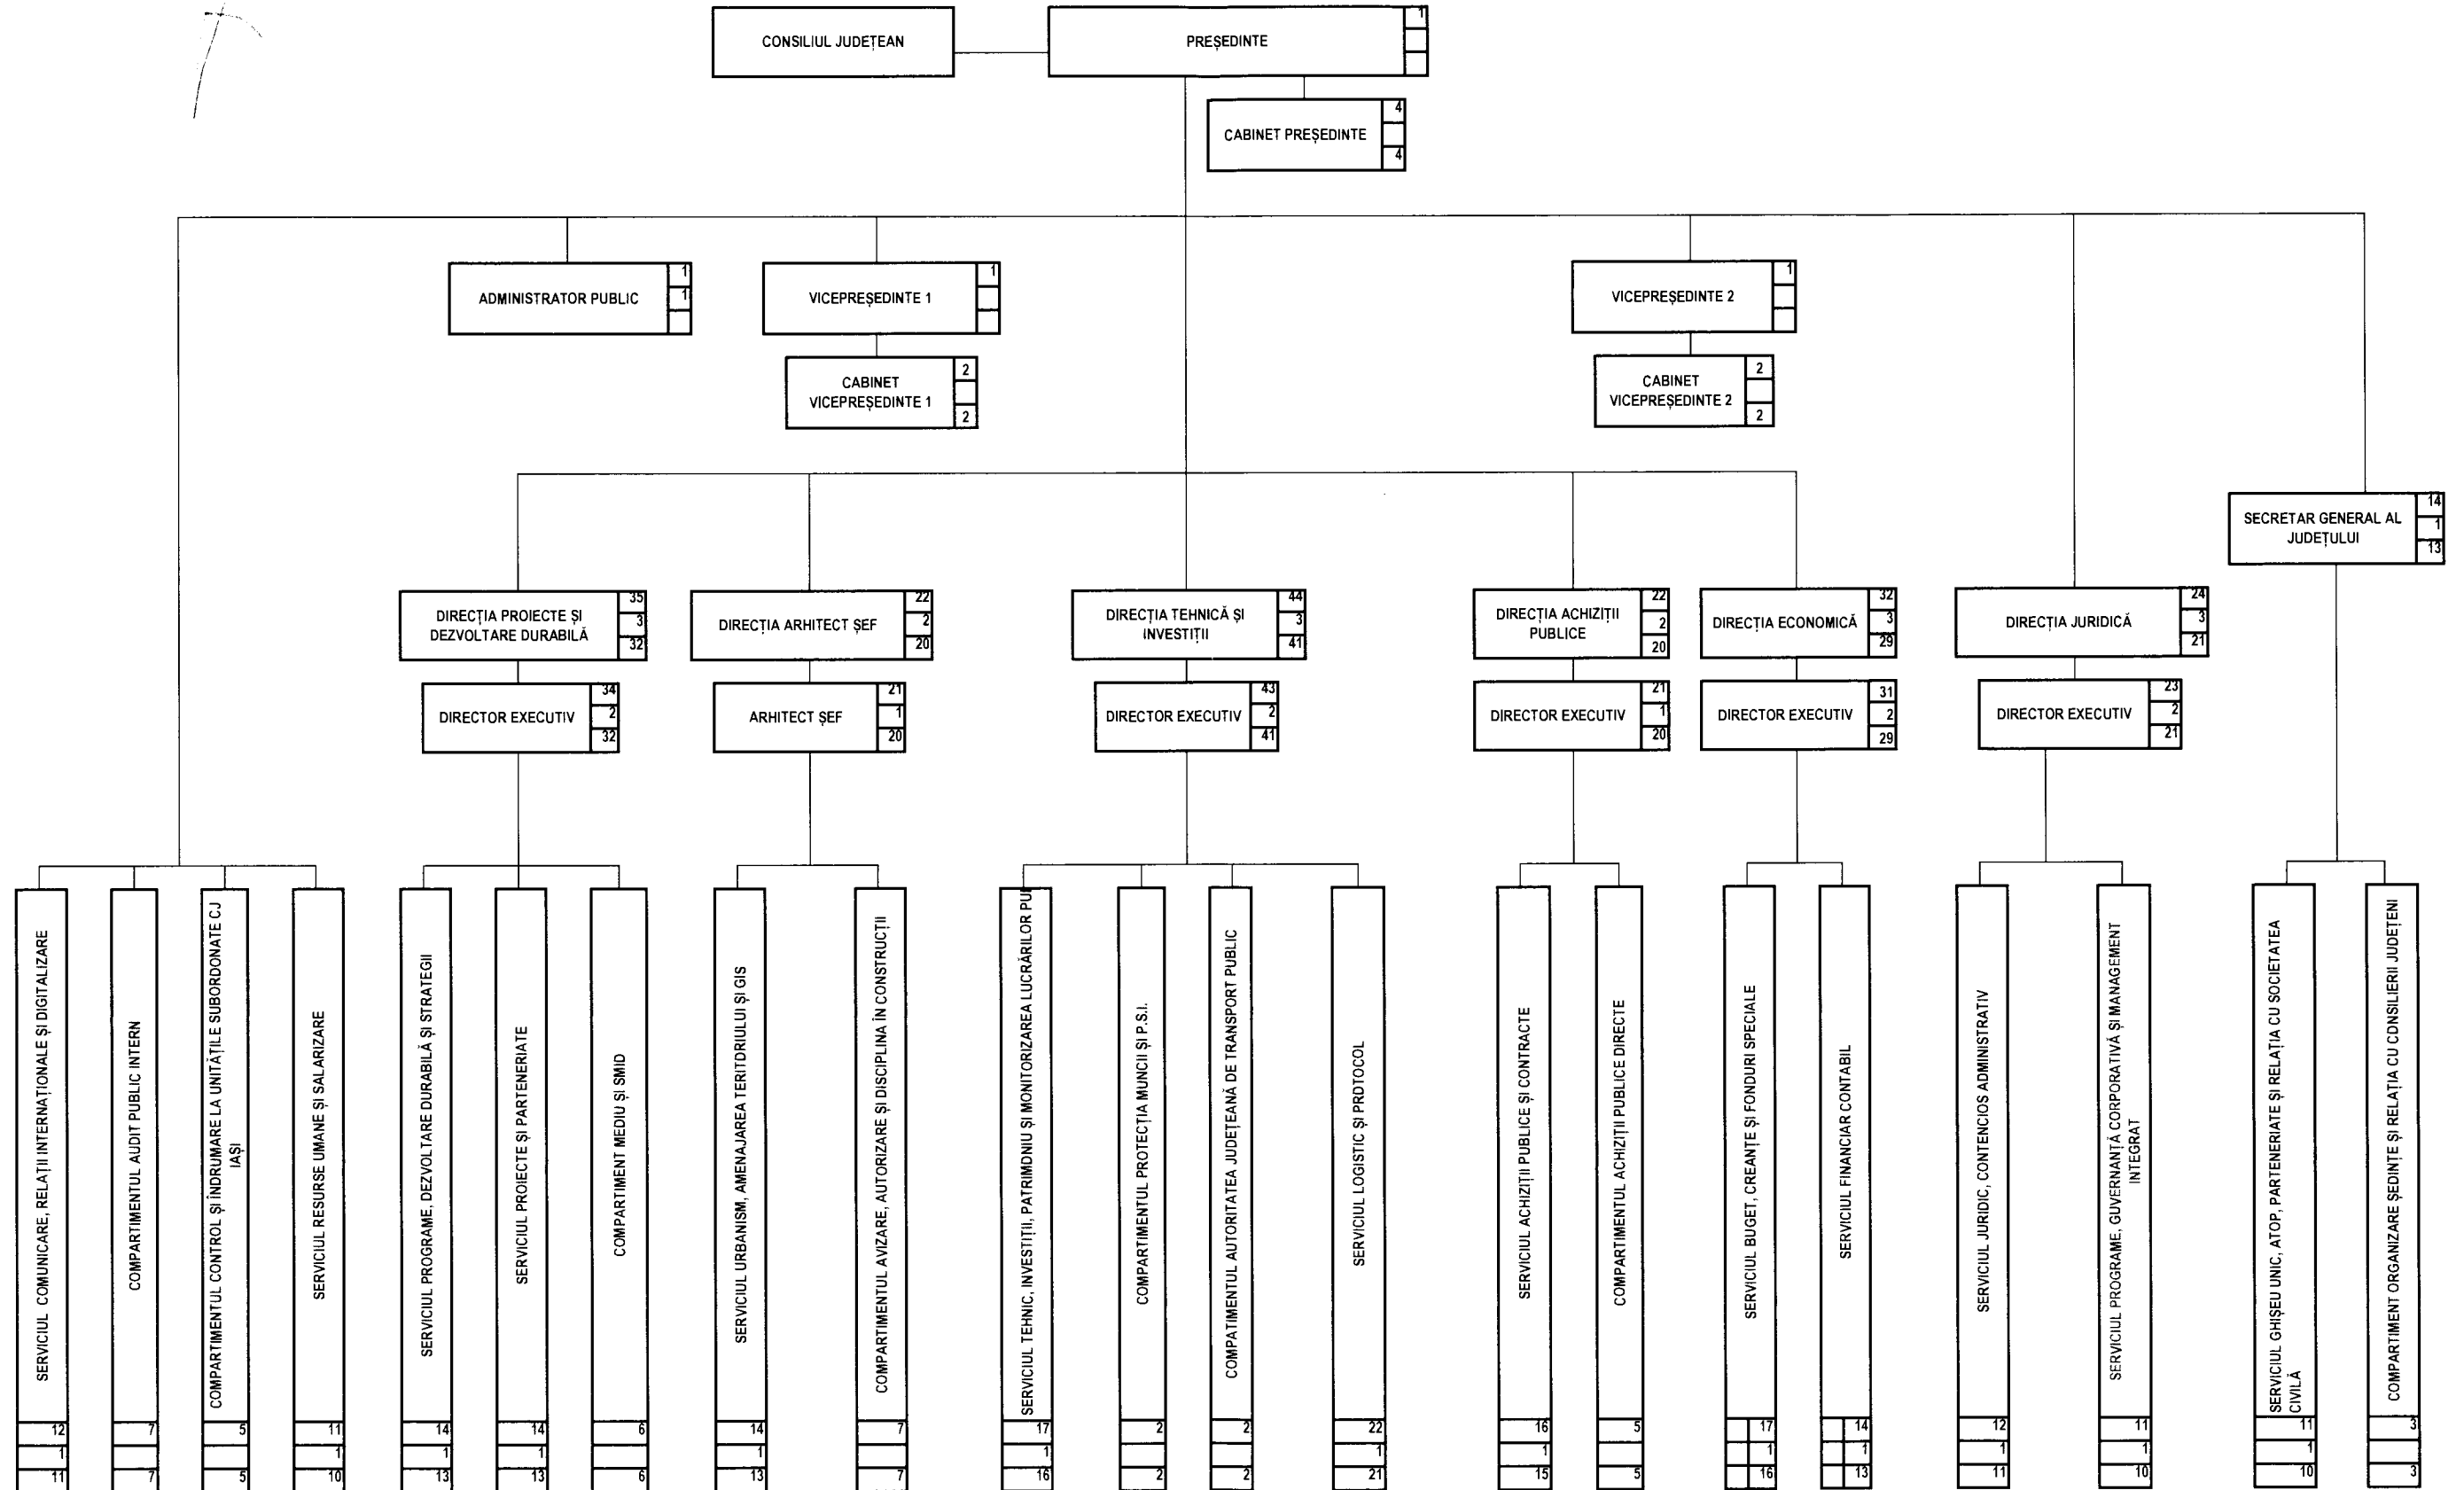 CONSILIUL JUDEȚEAN
PREȘEDINTE
1
CABINET PREȘEDINTE
4
4
ADMINISTRATOR PUBLIC
1
1
VICEPREȘEDINTE 1
1
VICEPREȘEDINTE 2
1
CABINET
VICEPREȘEDINTE 1
2
2
CABINET
VICEPREȘEDINTE 2
2
2
SECRETAR GENERAL AL
JUDEȚULUI
14
1
13
DIRECȚIA PROIECTE ȘI
DEZVOLTARE DURABILĂ
35
3
32
DIRECȚIA ARHITECT ȘEF
22
2
20
DIRECȚIA TEHNICĂ ȘI
INVESTIȚII
44
3
41
DIRECȚIA ACHIZIȚII
PUBLICE
22
2
20
DIRECȚIA ECONOMICĂ
32
3
29
DIRECȚIA JURIDICĂ
24
3
21
DIRECTOR EXECUTIV
34
2
32
ARHITECT ȘEF
21
1
20
DIRECTOR EXECUTIV
43
2
41
DIRECTOR EXECUTIV
21
1
20
DIRECTOR EXECUTIV
31
2
29
DIRECTOR EXECUTIV
23
2
21
SERVICIUL COMUNICARE, RELAȚII INTERNAȚIONALE ȘI DIGITALIZARE
12
1
11
COMPARTIMENTUL AUDIT PUBLIC INTERN
7
7
COMPARTIMENTUL CONTROL ȘI ÎNDRUMARE LA UNITĂȚILE SUBORDONATE CJ
IAȘI
5
5
SERVICIUL RESURSE UMANE ȘI SALARIZARE
11
1
10
SERVICIUL PROGRAME, DEZVOLTARE DURABILĂ ȘI STRATEGII
14
1
13
SERVICIUL PROIECTE ȘI PARTENERIATE
14
1
13
COMPARTIMENT MEDIU ȘI SMID
6
6
SERVICIUL URBANISM, AMENAJAREA TERITDRIULUI ȘI GIS
14
1
13
COMPARTIMENTUL AVIZARE, AUTORIZARE ȘI DISCIPLINA ÎN CONSTRUCȚII
7
7
SERVICIUL TEHNIC, INVESTIȚII, PATRIMDNIU ȘI MONITORIZAREA LUCRĂRILOR PU
17
1
16
COMPARTIMENTUL PROTECȚIA MUNCII ȘI P.S.I.
2
2
COMPATIMENTUL AUTORITATEA JUDEȚEANĂ DE TRANSPORT PUBLIC
2
2
SERVICIUL LOGISTIC ȘI PRDTOCOL
22
1
21
SERVICIUL ACHIZIȚII PUBLICE ȘI CONTRACTE
16
1
15
COMPARTIMENTUL ACHIZIȚII PUBLICE DIRECTE
5
5
SERVICIUL BUGET, CREANȚE ȘI FONDURI SPECIALE
17
1
16
SERVICIUL FINANCIAR CONTABIL
14
1
13
SERVICIUL JURIDIC, CONTENCIOS ADMINISTRATIV
12
1
11
SERVICIUL PROGRAME, GUVERNANȚĂ CORPORATIVĂ ȘI MANAGEMENT
INTEGRAT
11
1
10
SERVICIUL GHIȘEU UNIC, ATOP, PARTENERIATE ȘI RELAȚIA CU SOCIETATEA
CIVILĂ
11
1
10
COMPARTIMENT ORGANIZARE ȘEDINȚE ȘI RELAȚIA CU CONSILIERII JUDEȚENI
3
3